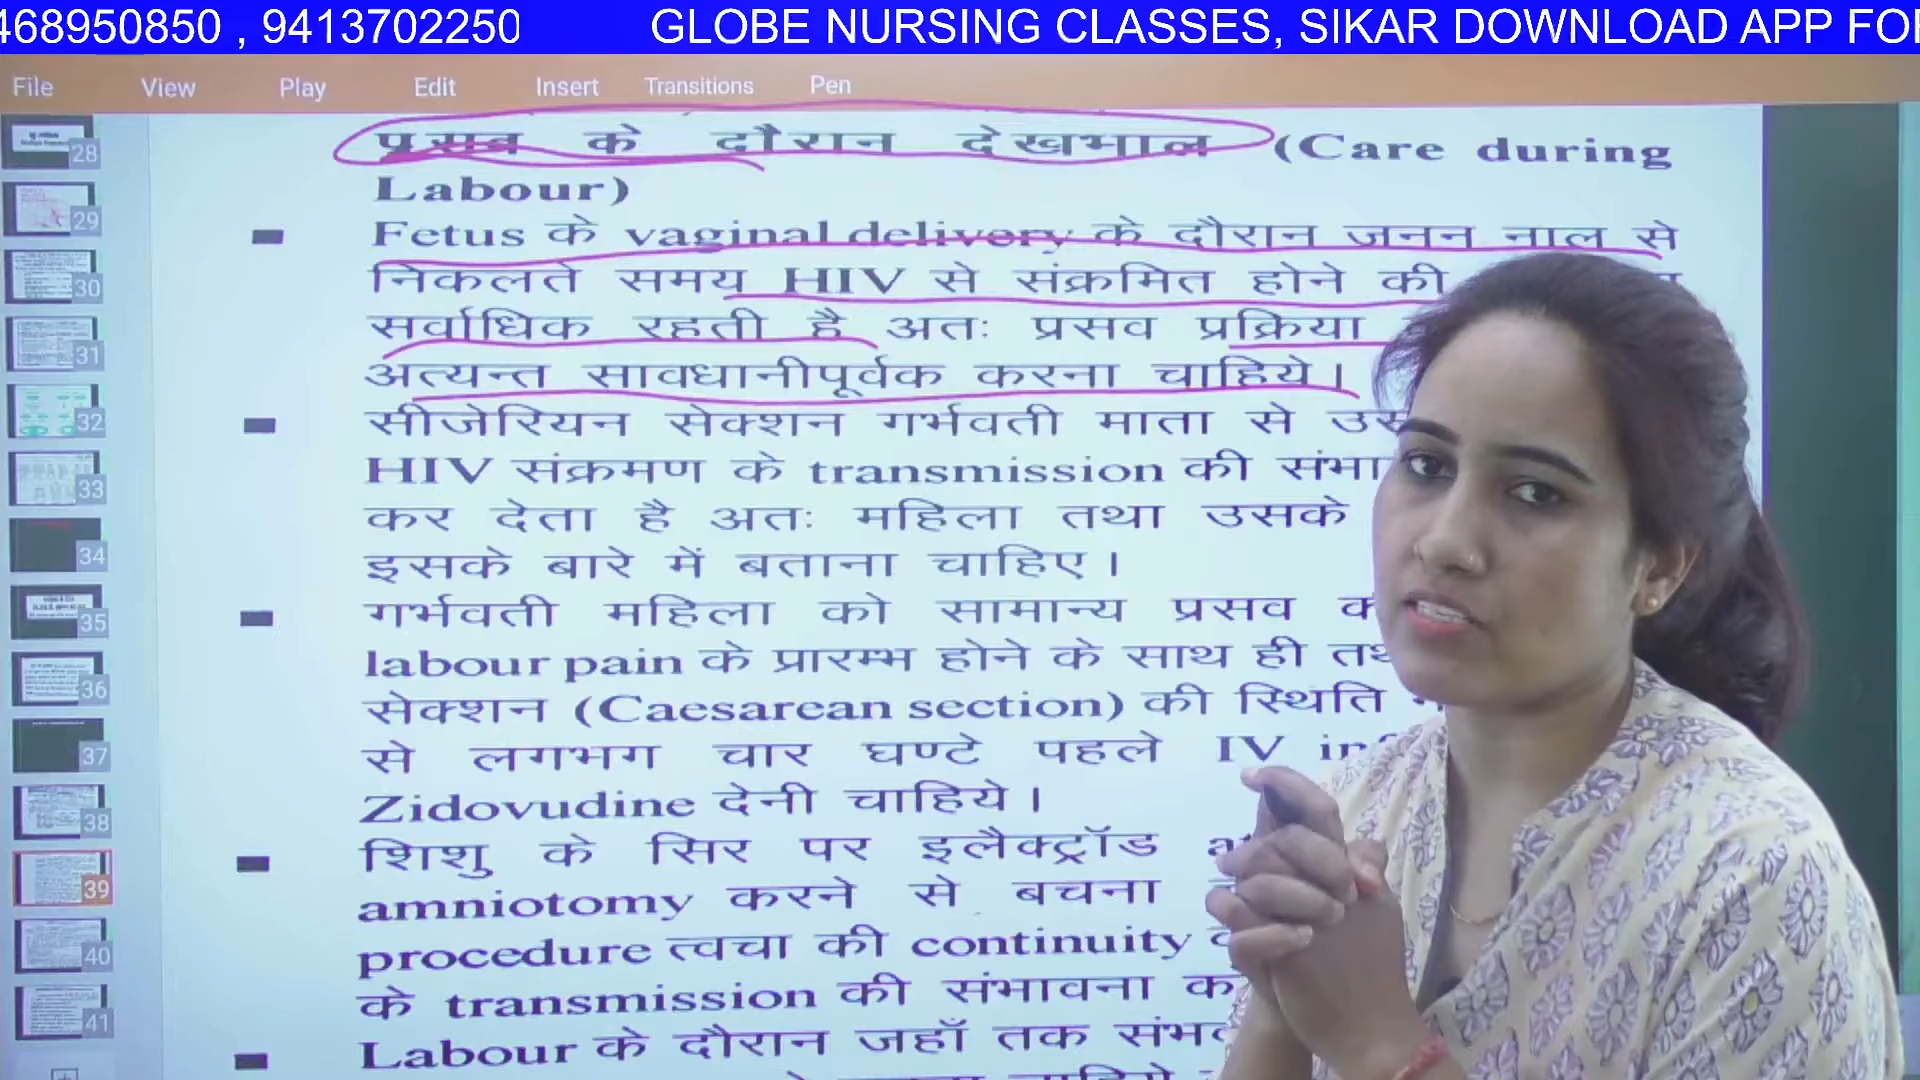 468950850 , 9413702250 GLOBE NURSING CLASSES, SIKAR DOWNLOAD APP FOR
File View Play Edit Insert Transitions Pen
प्रसव के दौरान देखभाल (Care during
Labour)
Fetus के vaginal delivery के दौरान जनन नाल से
निकलते समय HIV से संक्रमित होने की
सर्वाधिक रहती है अतः प्रसव प्रक्रिया
अत्यन्त सावधानीपूर्वक करना चाहिये।
सीजेरियन सेक्शन गर्भवती माता से
HIV संक्रमण के transmission की
कर देता है अतः महिला तथा उसके
इसके बारे में बताना चाहिए।
गर्भवती महिला को सामान्य प्रसव
labour pain के प्रारम्भ होने के साथ ही
सेक्शन (Caesarean section) की स्थिति
से लगभग चार घण्टे पहले IV
Zidovudine देनी चाहिये।
शिशु के सिर पर इलैक्ट्रॉड
amniotomy करने से बचना
procedure त्वचा की continuity
के transmission की संभावना
Labour के दौरान जहाँ तक
28
29
30
31
32
33
34
35
36
37
38
39
40
41